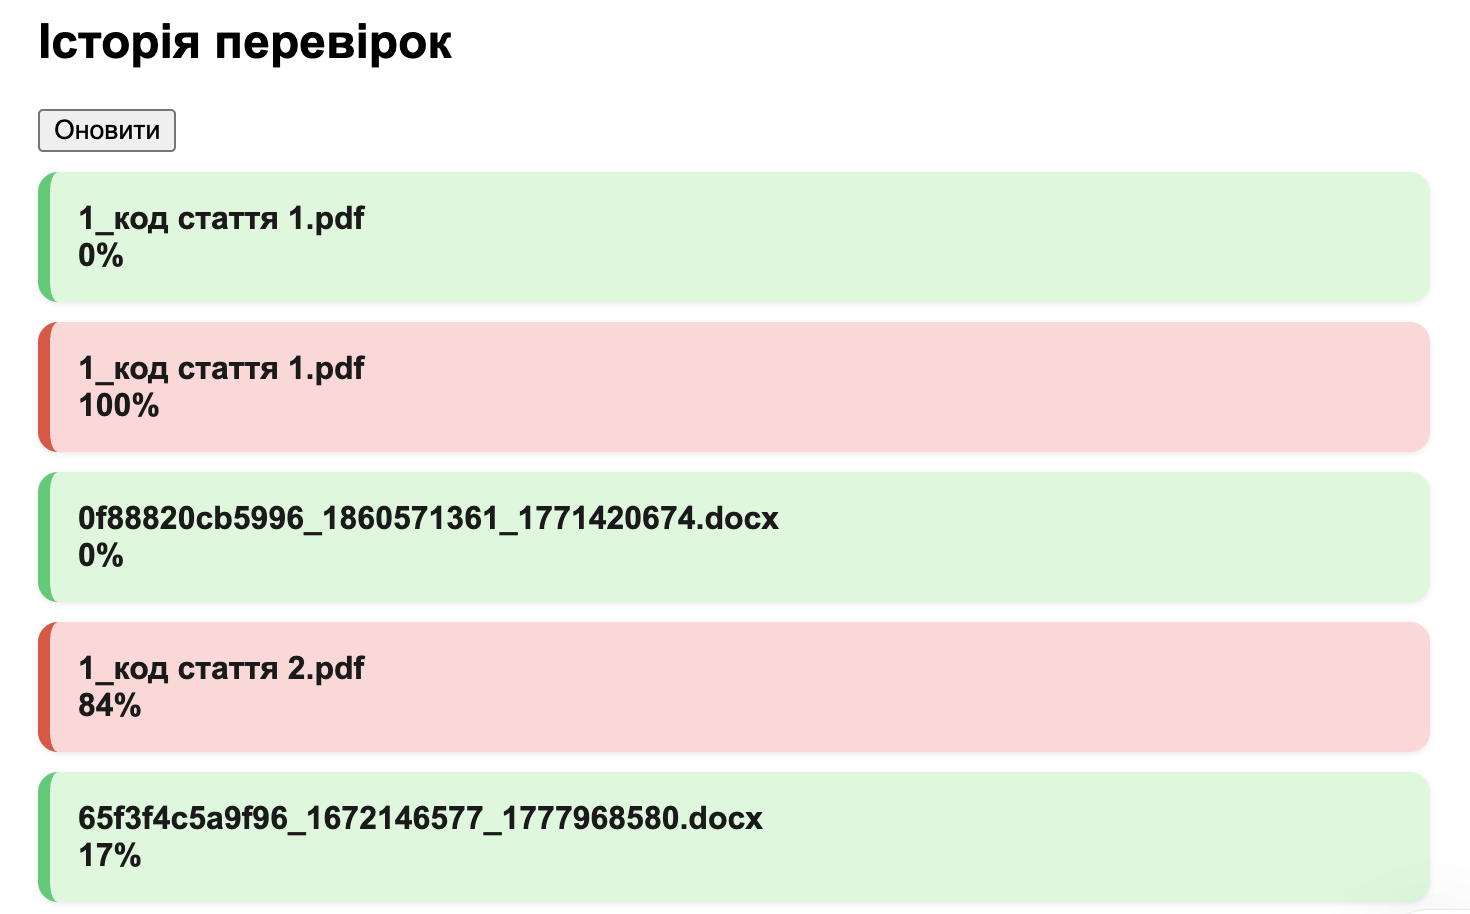 Історія перевірок
Оновити
1_код стаття 1.pdf
0%
1_код стаття 1.pdf
100%
0f88820cb5996_1860571361_1771420674.docx
0%
1_код стаття 2.pdf
84%
65f3f4c5a9f96_1672146577_1777968580.docx
17%